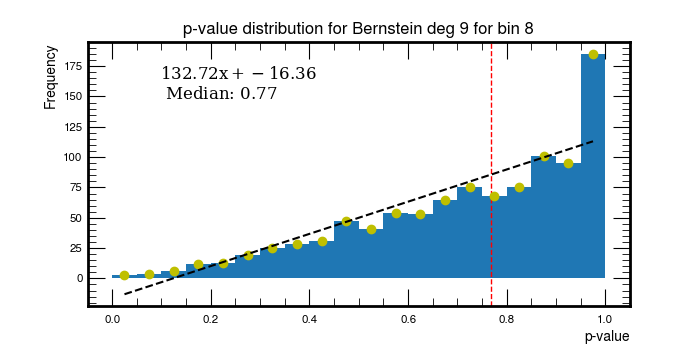 p-value distribution for Bernstein deg 9 for bin 8
Frequency
132.72x + −16.36
Median: 0.77
175
150
125
100
75
50
25
0
0.0 0.2 0.4 0.6 0.8 1.0
p-value